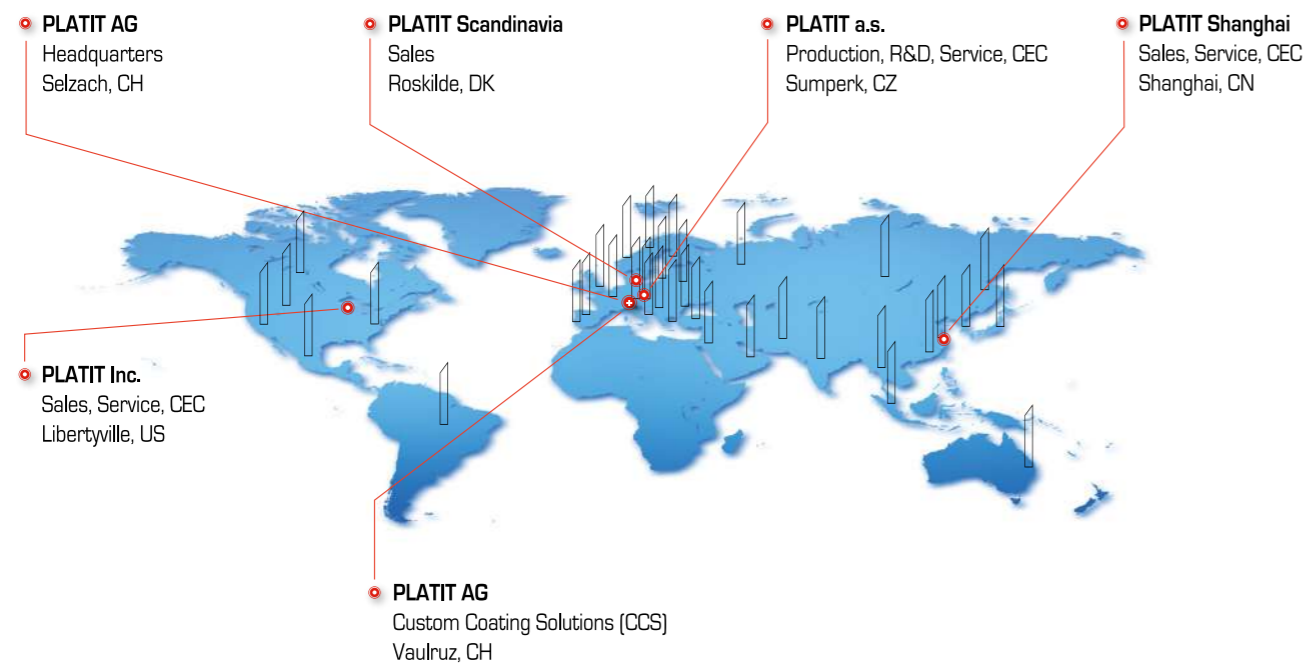 PLATIT AG
Headquarters
Selzach, CH
PLATIT Scandinavia
Sales
Roskilde, DK
PLATIT a.s.
Production, R&D, Service, CEC
Sumperk, CZ
PLATIT Shanghai
Sales, Service, CEC
Shanghai, CN
PLATIT Inc.
Sales, Service, CEC
Libertyville, US
PLATIT AG
Custom Coating Solutions (CCS)
Vaulruz, CH